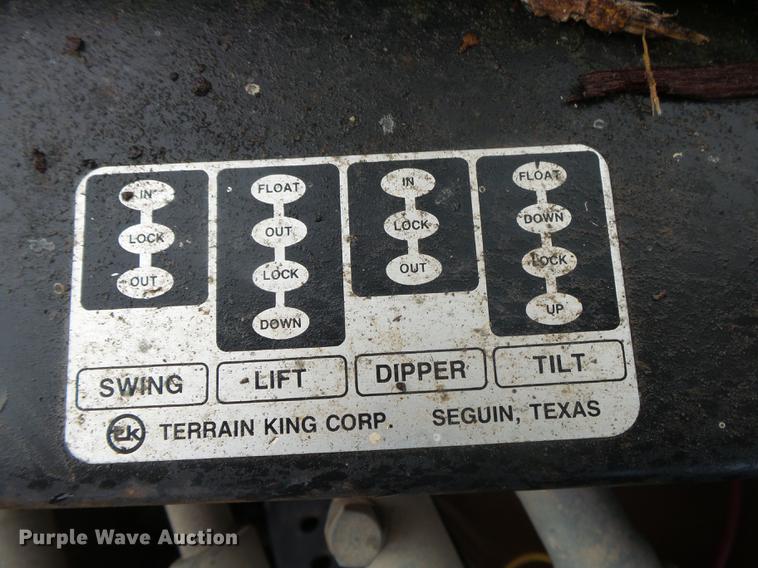 IN
LOCK
OUT
SWING
FLOAT
OUT
LOCK
DOWN
LIFT
IN
LOCK
OUT
DIPPER
FLOAT
DOWN
LOCK
UP
TILT
TK TERRAIN KING CORP. SEGUIN, TEXAS
Purple Wave Auction